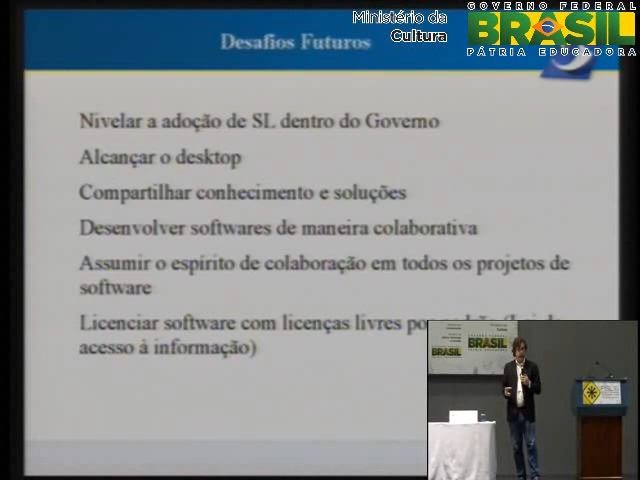 Ministério da
Cultura
GOVERNO FEDERAL
BRASIL
PÁTRIA EDUCADORA
Desafios Futuros
Nivelar a adoção de SL dentro do Governo
Alcançar o desktop
Compartilhar conhecimento e soluções
Desenvolver softwares de maneira colaborativa
Assumir o espírito de colaboração em todos os projetos de
software
Licenciar software com licenças livres
acesso à informação)
BRASIL
BRASIL